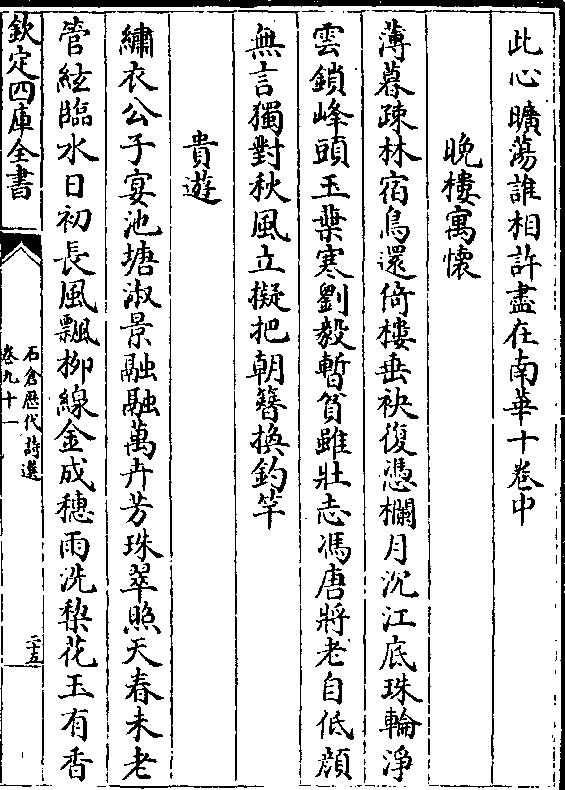 此心曠蕩誰相許盡在南華十卷中
晚樓寓懷
薄暮疎林宿鳥還倚樓垂袂復憑欄月沉江底珠輪淨
雲鎖峰頭玉葉寒劉毅暫貧雖壯志馮唐將老自低顔
無言獨對秋風立擬把朝簪換釣竿
貴遊
繡衣公子宴池塘淑景融融萬卉芳珠翠照天春未老
管絃臨水日初長風飄栁線金成穗雨洗棃花玉有香
欽定四庫全書
石倉歷代詩選
卷九十一
二十五